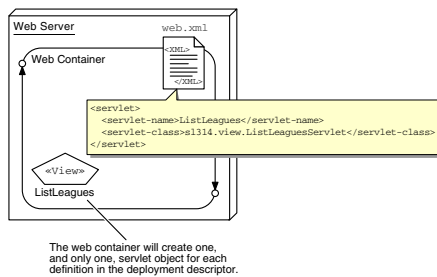 Web Server
web.xml
Web Container
<XML>
</XML>
<servlet>
<servlet-name>ListLeagues</servlet-name>
<servlet-class>sl314.view.ListLeaguesServlet</servlet-class>
</servlet>
«View»
ListLeagues
The web container will create one,
and only one, servlet object for each
definition in the deployment descriptor.